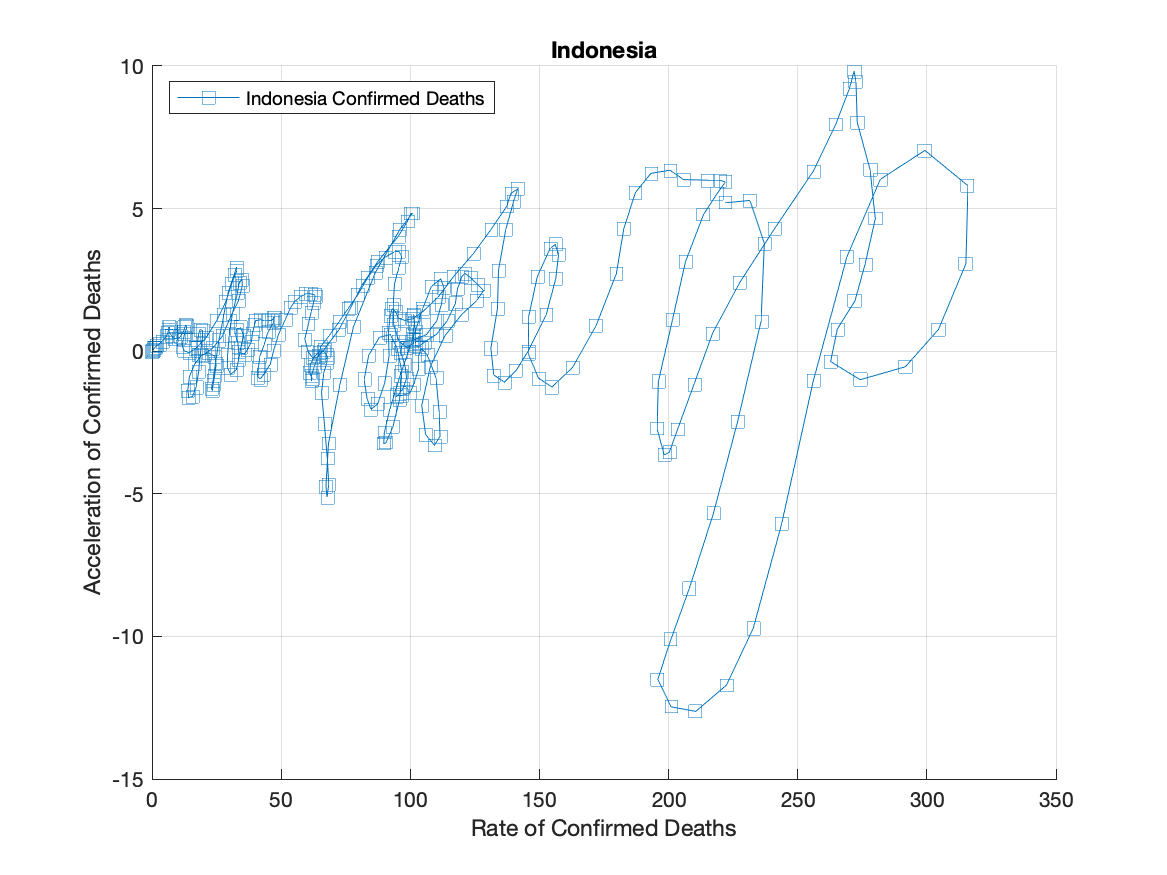 Indonesia
Indonesia Confirmed Deaths
10
5
0
-5
-10
-15
Acceleration of Confirmed Deaths
0 50 100 150 200 250 300 350
Rate of Confirmed Deaths